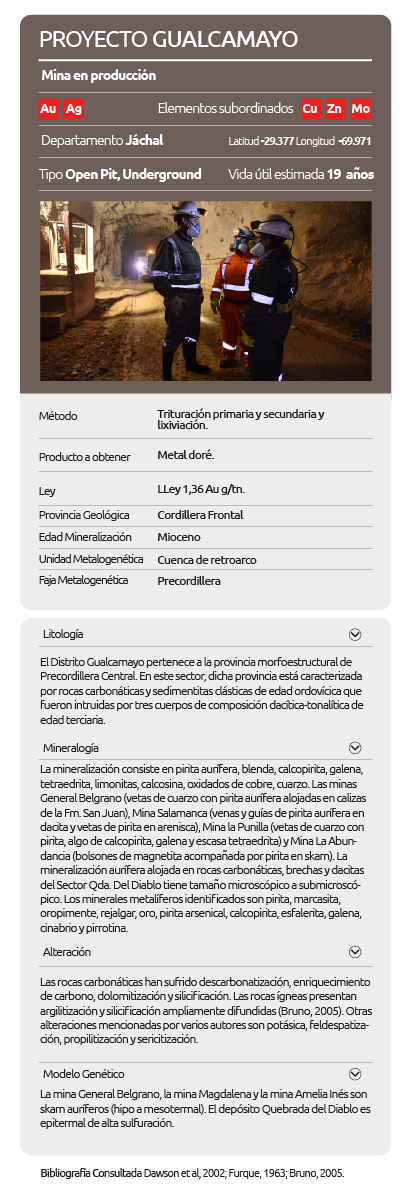 PROYECTO GUALCAMAYO
Mina en producción
Au Ag Elementos subordinados Cu Zn Mo
Departamento Jáchal Latitud -29.377 Longitud -69.971
Tipo Open Pit, Underground Vida útil estimada 19 años
Método Trituración primaria y secundaria y
lixiviación.
Producto a obtener Metal doré.
Ley LLey 1,36 Au g/tn.
Provincia Geológica Cordillera Frontal
Edad Mineralización Mioceno
Unidad Metalogenética Cuenca de retroarco
Faja Metalogenética Precordillera
Litología
El Distrito Gualcamayo pertenece a la provincia morfoestructural de
Precordillera Central. En este sector, dicha provincia está caracterizada
por rocas carbonáticas y sedimentitas clásticas de edad ordovícica que
fueron intruidas por tres cuerpos de composición dacítica-tonalítica de
edad terciaria.
Mineralogía
La mineralización consiste en pirita aurífera, blenda, calcopirita, galena,
tetraedrita, limonitas, calcosina, oxidados de cobre, cuarzo. Las minas
General Belgrano (vetas de cuarzo con pirita aurífera alojadas en calizas
de la Fm. San Juan), Mina Salamanca (venas y guías de pirita aurífera en
dacita y vetas de pirita en arenisca), Mina la Punilla (vetas de cuarzo con
pirita, algo de calcopirita, galena y escasa tetraedrita) y Mina La Abun-
dancia (bolsones de magnetita acompañada por pirita en skarn). La
mineralización aurífera alojada en rocas carbonáticas, brechas y dacitas
del Sector Qda. Del Diablo tiene tamaño microscópico a submicroscó-
pico. Los minerales metalíferos identificados son pirita, marcasita,
oropimente, rejalgar, oro, pirita arsenical, calcopirita, esfalerita, galena,
cinabrio y pirrotina.
Alteración
Las rocas carbonáticas han sufrido descarbonatización, enriquecimiento
de carbono, dolomitización y silicificación. Las rocas ígneas presentan
argilitización y silicificación ampliamente difundidas (Bruno, 2005). Otras
alteraciones mencionadas por varios autores son potásica, feldespatiza-
ción, propilitización y sericitización.
Modelo Genético
La mina General Belgrano, la mina Magdalena y la mina Amelia Inés son
skarn auríferos (hipo a mesotermal). El depósito Quebrada del Diablo es
epitermal de alta sulfuración.
Bibliografía Consultada Dawson et al, 2002; Furque, 1963; Bruno, 2005.